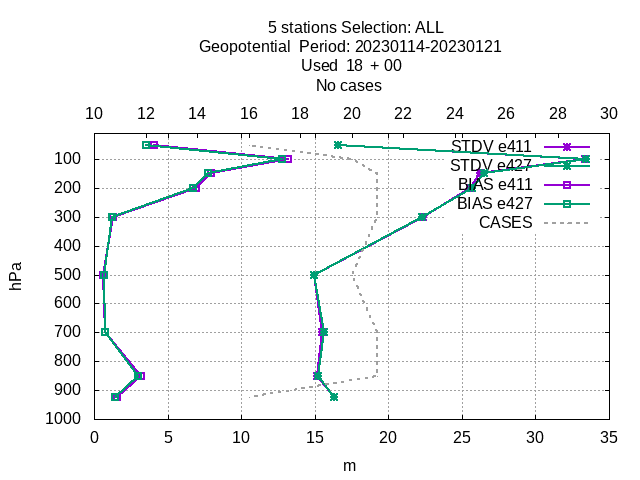 5 stations Selection: ALL
Geopotential Period: 20230114-20230121
Used 18 + 00
No cases
10 12 14 16 18 20 22 24 26 28 30
STDV e411
100
STDV e427
BIAS e411
200
BIAS e427
300
CASES
400
hPa
500
600
700
800
900
1000
0 5 10 15 20 25 30 35
m